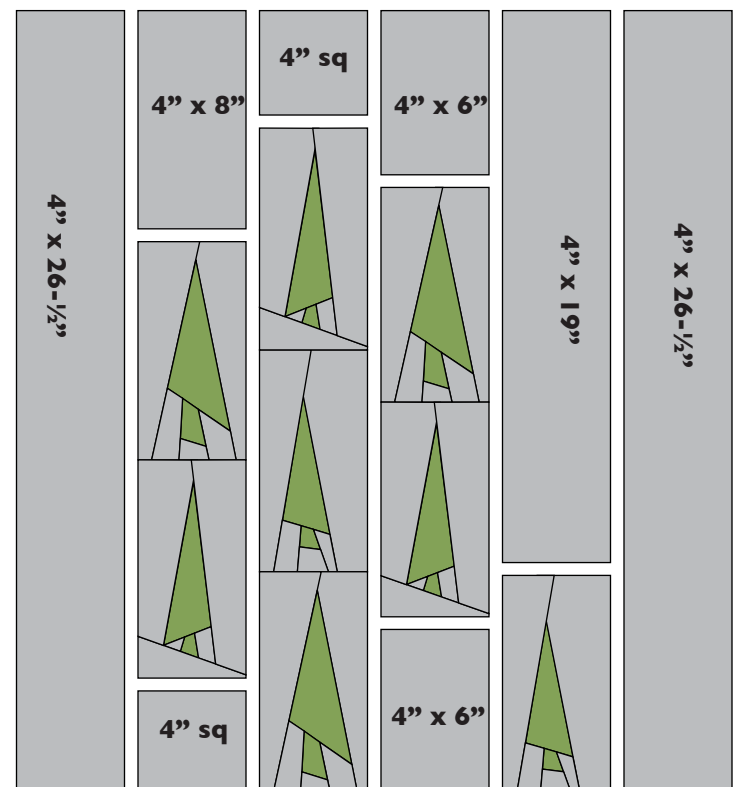 4” x 26-½”
4” x 8”
4” sq
4” sq
4” x 6”
4” x 6”
4” x 19”
4” x 26-½”